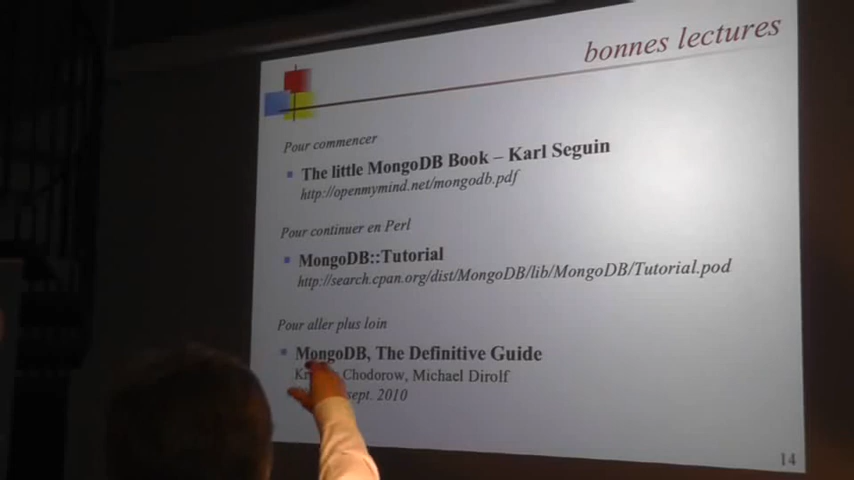 bonnes lectures
Pour commencer
The little MongoDB Book – Karl Seguin
http://openmymind.net/mongodb.pdf
Pour continuer en Perl
MongoDB::Tutorial
http://search.cpan.org/dist/MongoDB/lib/MongoDB/Tutorial.pod
Pour aller plus loin
MongoDB, The Definitive Guide
Chodorow, Michael Dirolf
sept. 2010
14